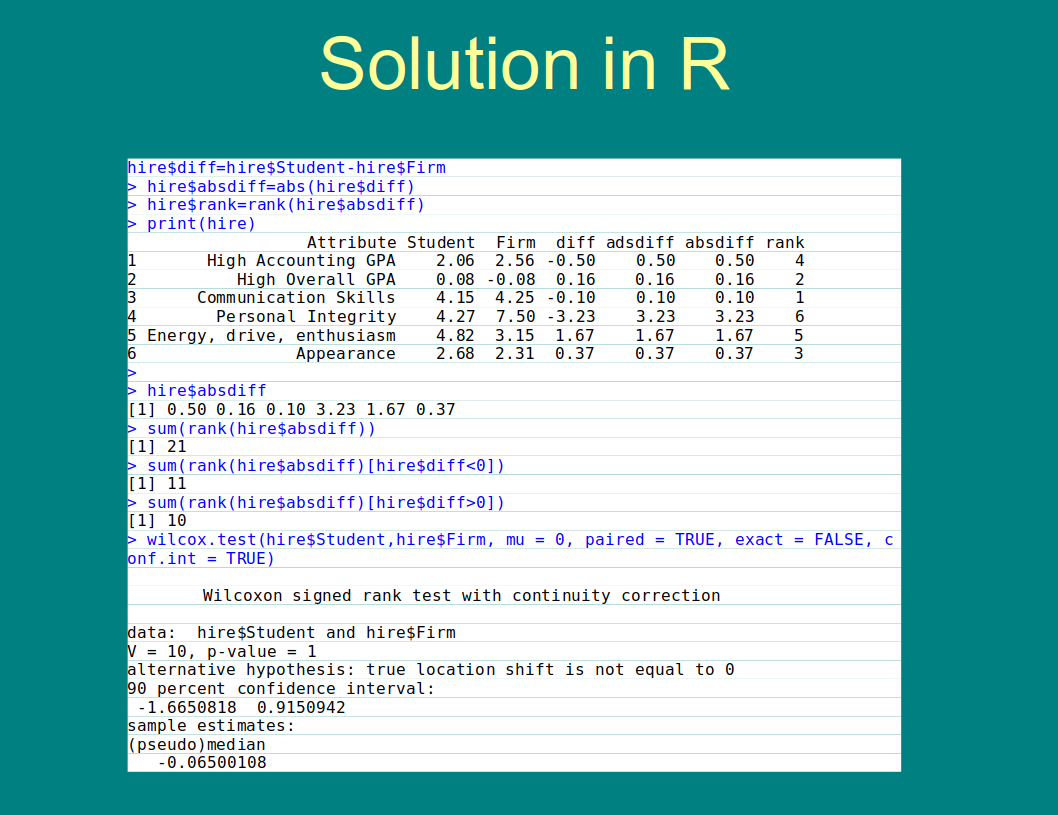 Solution in R
hire$diff=hire$Student-hire$Firm
> hire$absdiff=abs(hire$diff)
> hire$rank=rank(hire$absdiff)
> print(hire)
Attribute Student Firm diff adsdiff absdiff rank
1 High Accounting GPA 2.06 2.56 -0.50 0.50 0.50 4
2 High Overall GPA 0.08 -0.08 0.16 0.16 0.16 2
3 Communication Skills 4.15 4.25 -0.10 0.10 0.10 1
4 Personal Integrity 4.27 7.50 -3.23 3.23 3.23 6
5 Energy, drive, enthusiasm 4.82 3.15 1.67 1.67 1.67 5
6 Appearance 2.68 2.31 0.37 0.37 0.37 3
>
> hire$absdiff
[1] 0.50 0.16 0.10 3.23 1.67 0.37
> sum(rank(hire$absdiff))
[1] 21
> sum(rank(hire$absdiff)[hire$diff<0])
[1] 11
> sum(rank(hire$absdiff)[hire$diff>0])
[1] 10
> wilcox.test(hire$Student,hire$Firm, mu = 0, paired = TRUE, exact = FALSE, c
onf.int = TRUE)
Wilcoxon signed rank test with continuity correction
data:  hire$Student and hire$Firm
V = 10, p-value = 1
alternative hypothesis: true location shift is not equal to 0
90 percent confidence interval:
-1.6650818  0.9150942
sample estimates:
(pseudo)median
-0.06500108